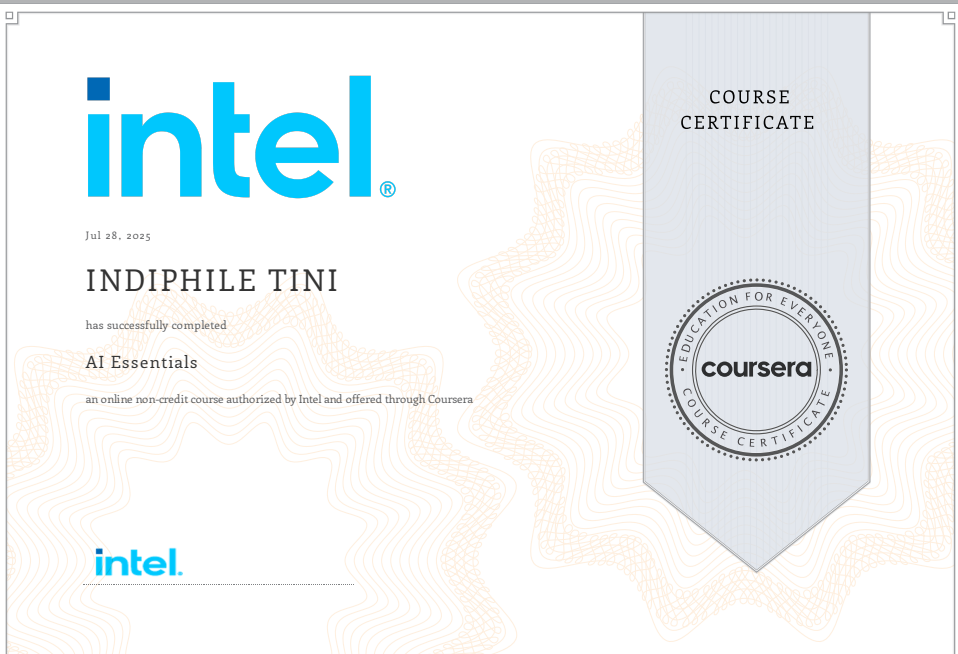 intel®
Jul 28, 2025
INDIPHILE TINI
has successfully completed
AI Essentials
an online non-credit course authorized by Intel and offered through Coursera
intel.
COURSE
CERTIFICATE
EDUCATION FOR EVERYONE
coursera
COURSE CERTIFICATE